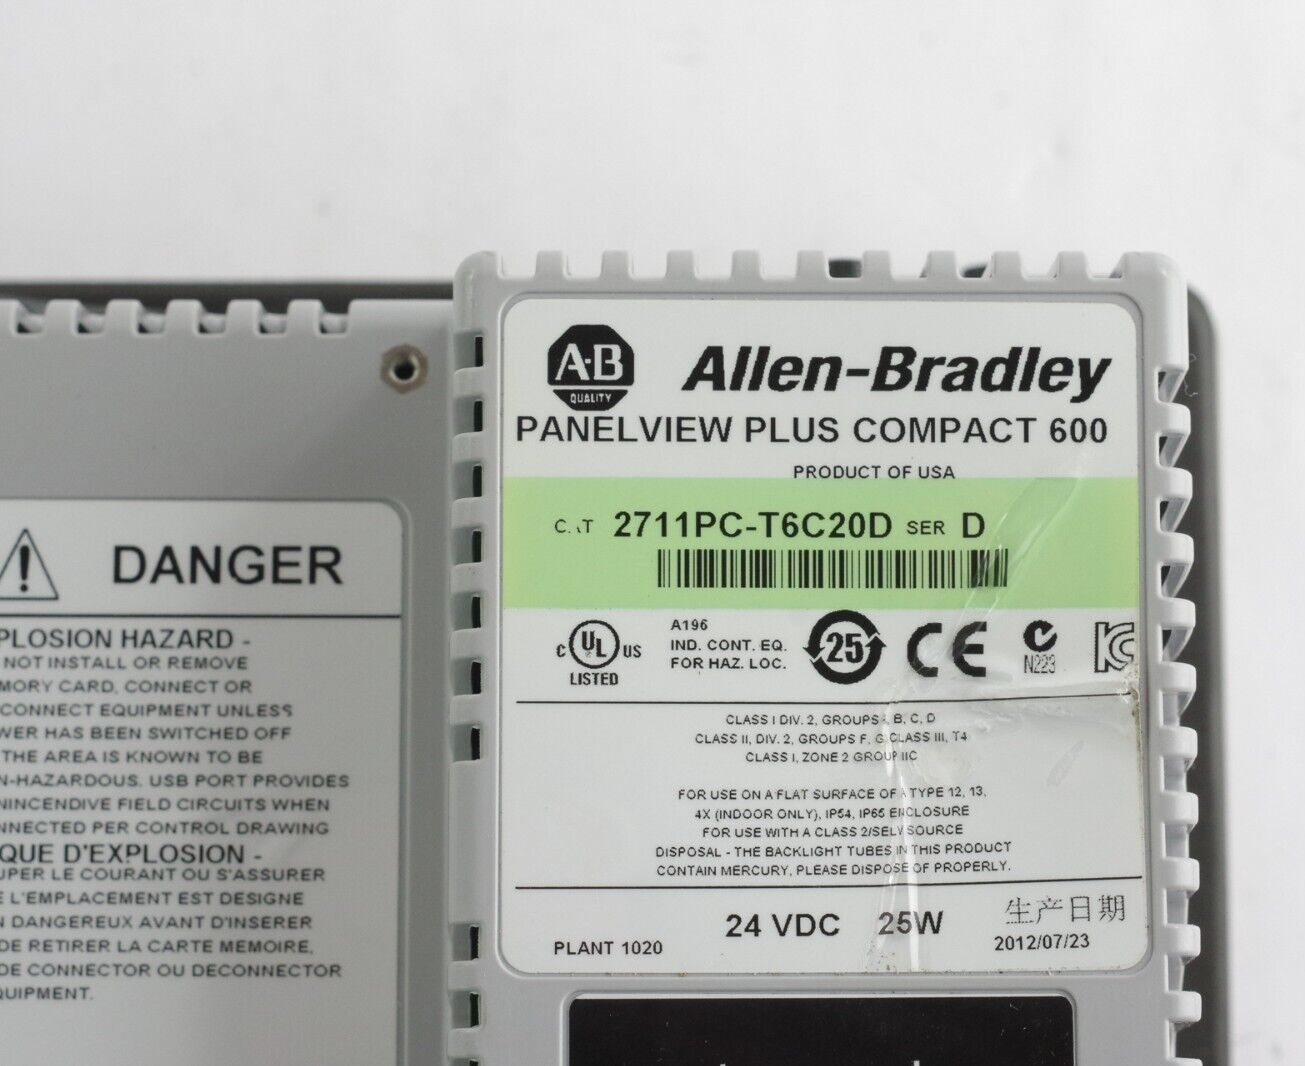 A·B
QUALITY
Allen-Bradley
PANELVIEW PLUS COMPACT 600
PRODUCT OF USA
2711PC-T6C20D SER D
C UL US
LISTED
A196
IND. CONT. EQ.
FOR HAZ. LOC.
25
CE
N223
CLASS I DIV. 2, GROUPS B, C, D
CLASS II, DIV. 2, GROUPS F, G CLASS III, T4
CLASS I, ZONE 2 GROUP IIC
FOR USE ON A FLAT SURFACE OF A TYPE 12, 13,
4X (INDOOR ONLY), IP54, IP65 ENCLOSURE
FOR USE WITH A CLASS 2/SELV SOURCE
DISPOSAL - THE BACKLIGHT TUBES IN THIS PRODUCT
CONTAIN MERCURY, PLEASE DISPOSE OF PROPERLY.
PLANT 1020
24 VDC 25W
生产日期
2012/07/23
DANGER
PLOSION HAZARD -
NOT INSTALL OR REMOVE
MORY CARD, CONNECT OR
CONNECT EQUIPMENT UNLESS
WER HAS BEEN SWITCHED OFF
THE AREA IS KNOWN TO BE
N-HAZARDOUS. USB PORT PROVIDES
NINCENDIVE FIELD CIRCUITS WHEN
NNECTED PER CONTROL DRAWING
QUE D'EXPLOSION -
UPER LE COURANT OU S'ASSURER
E L'EMPLACEMENT EST DESIGNE
N DANGEREUX AVANT D'INSERER
DE RETIRER LA CARTE MEMOIRE,
DE CONNECTOR OU DECONNECTOR
QUIPMENT.